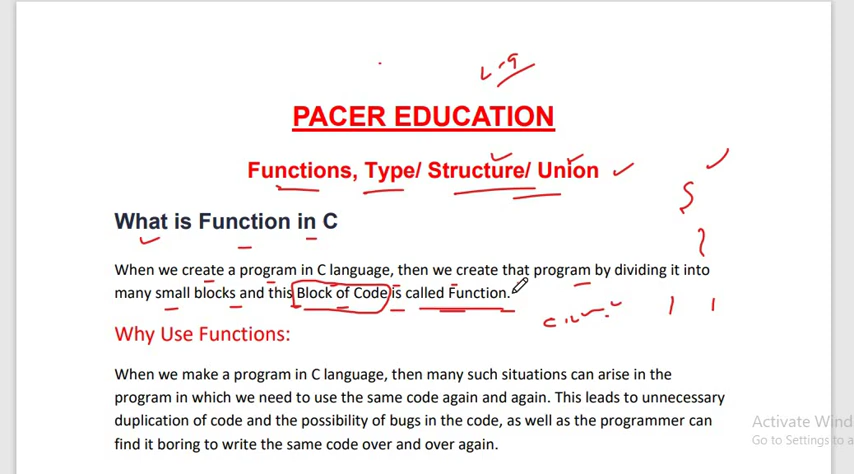 L-9
PACER EDUCATION
Functions, Type/ Structure/ Union
What is Function in C
When we create a program in C language, then we create that program by dividing it into
many small blocks and this Block of Code is called Function.
Why Use Functions:
When we make a program in C language, then many such situations can arise in the
program in which we need to use the same code again and again. This leads to unnecessary
duplication of code and the possibility of bugs in the code, as well as the programmer can
find it boring to write the same code over and over again.
Activate Wind
Go to Settings to a